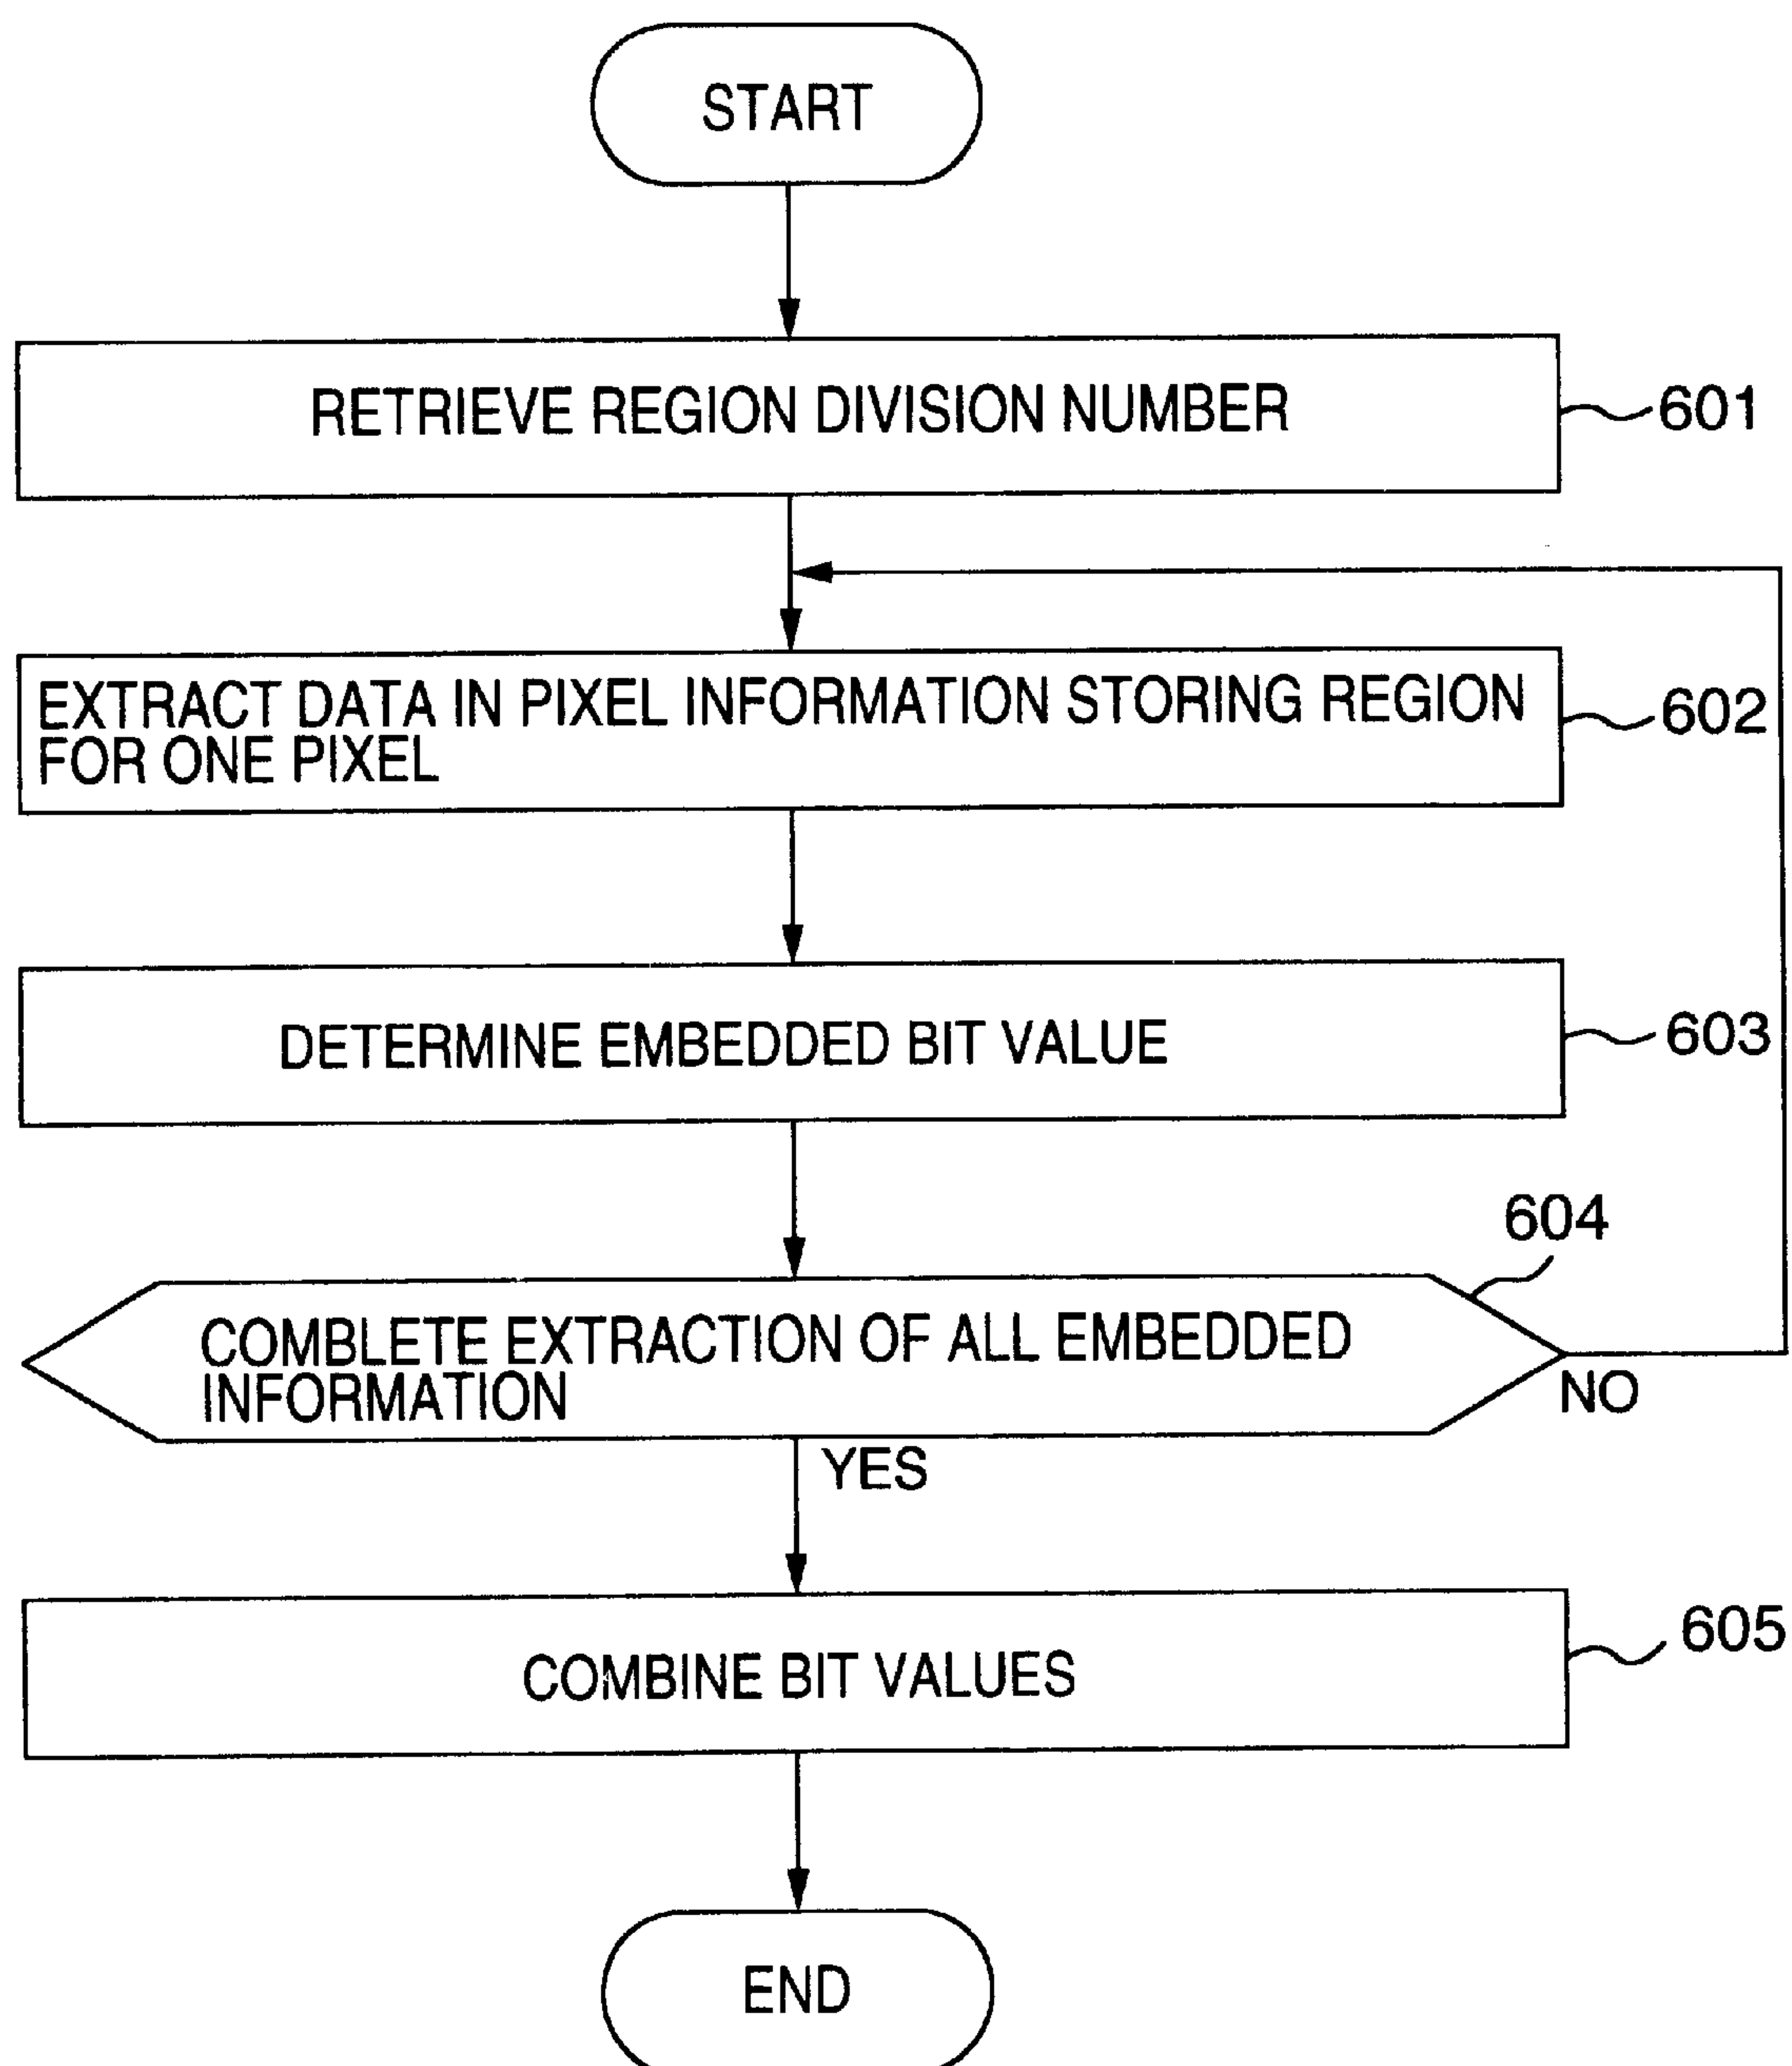 START
RETRIEVE REGION DIVISION NUMBER
601
EXTRACT DATA IN PIXEL INFORMATION STORING REGION
FOR ONE PIXEL
602
DETERMINE EMBEDDED BIT VALUE
603
604
COMBLETE EXTRACTION OF ALL EMBEDDED
INFORMATION
NO
YES
COMBINE BIT VALUES
605
END